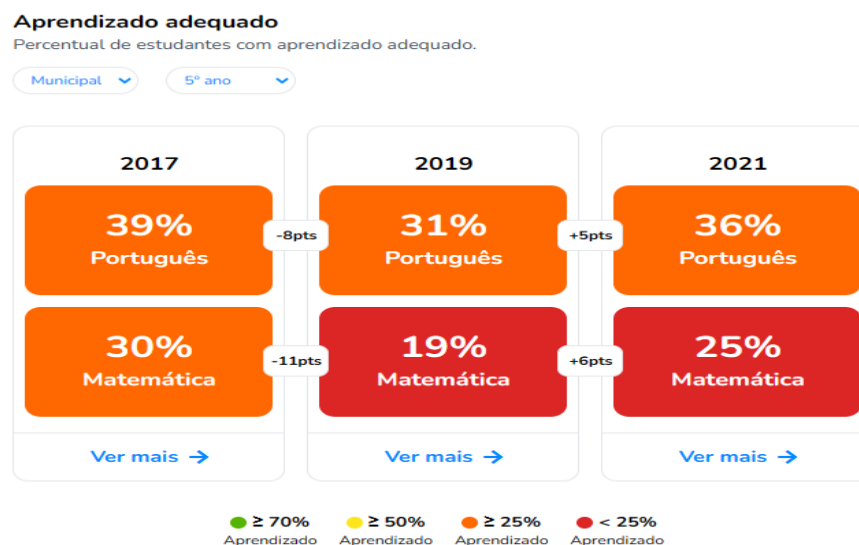 Aprendizado adequado
Percentual de estudantes com aprendizado adequado.
Municipal 5º ano
2017 2019 2021
39% -8pts 31% +5pts 36%
Português Português Português
30% -11pts 19% +6pts 25%
Matemática Matemática Matemática
Ver mais → Ver mais → Ver mais →
≥ 70% ≥ 50% ≥ 25% < 25%
Aprendizado Aprendizado Aprendizado Aprendizado